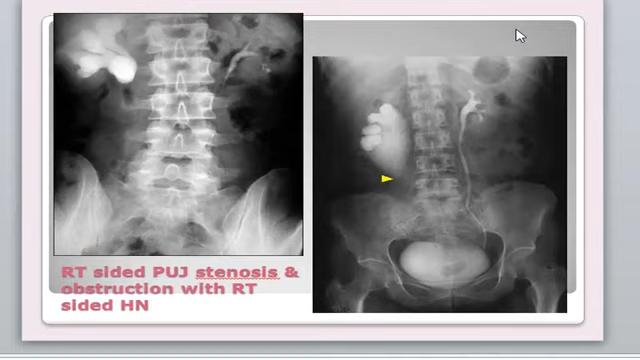 RT sided PUJ stenosis &
obstruction with RT
sided HN